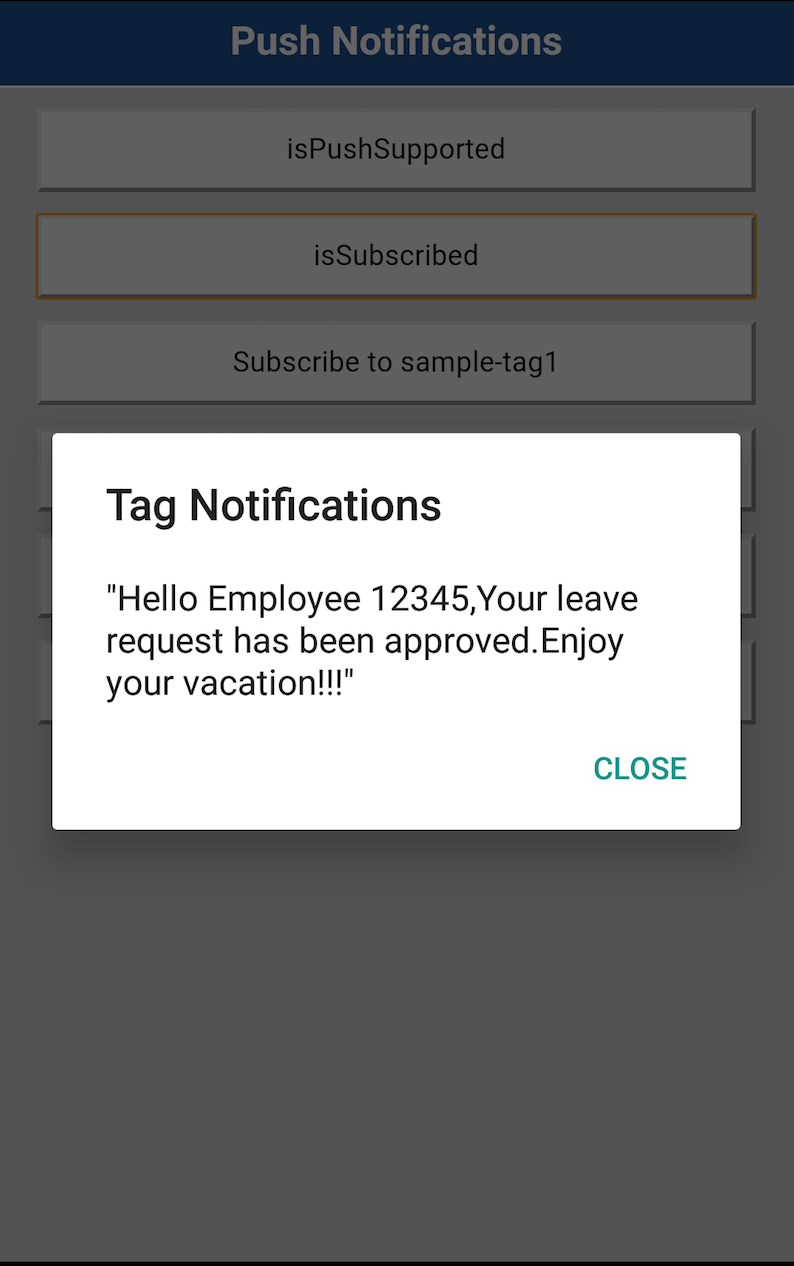 Push Notifications
isPushSupported
isSubscribed
Subscribe to sample-tag1
Tag Notifications
"Hello Employee 12345,Your leave
request has been approved.Enjoy
your vacation!!!"
CLOSE